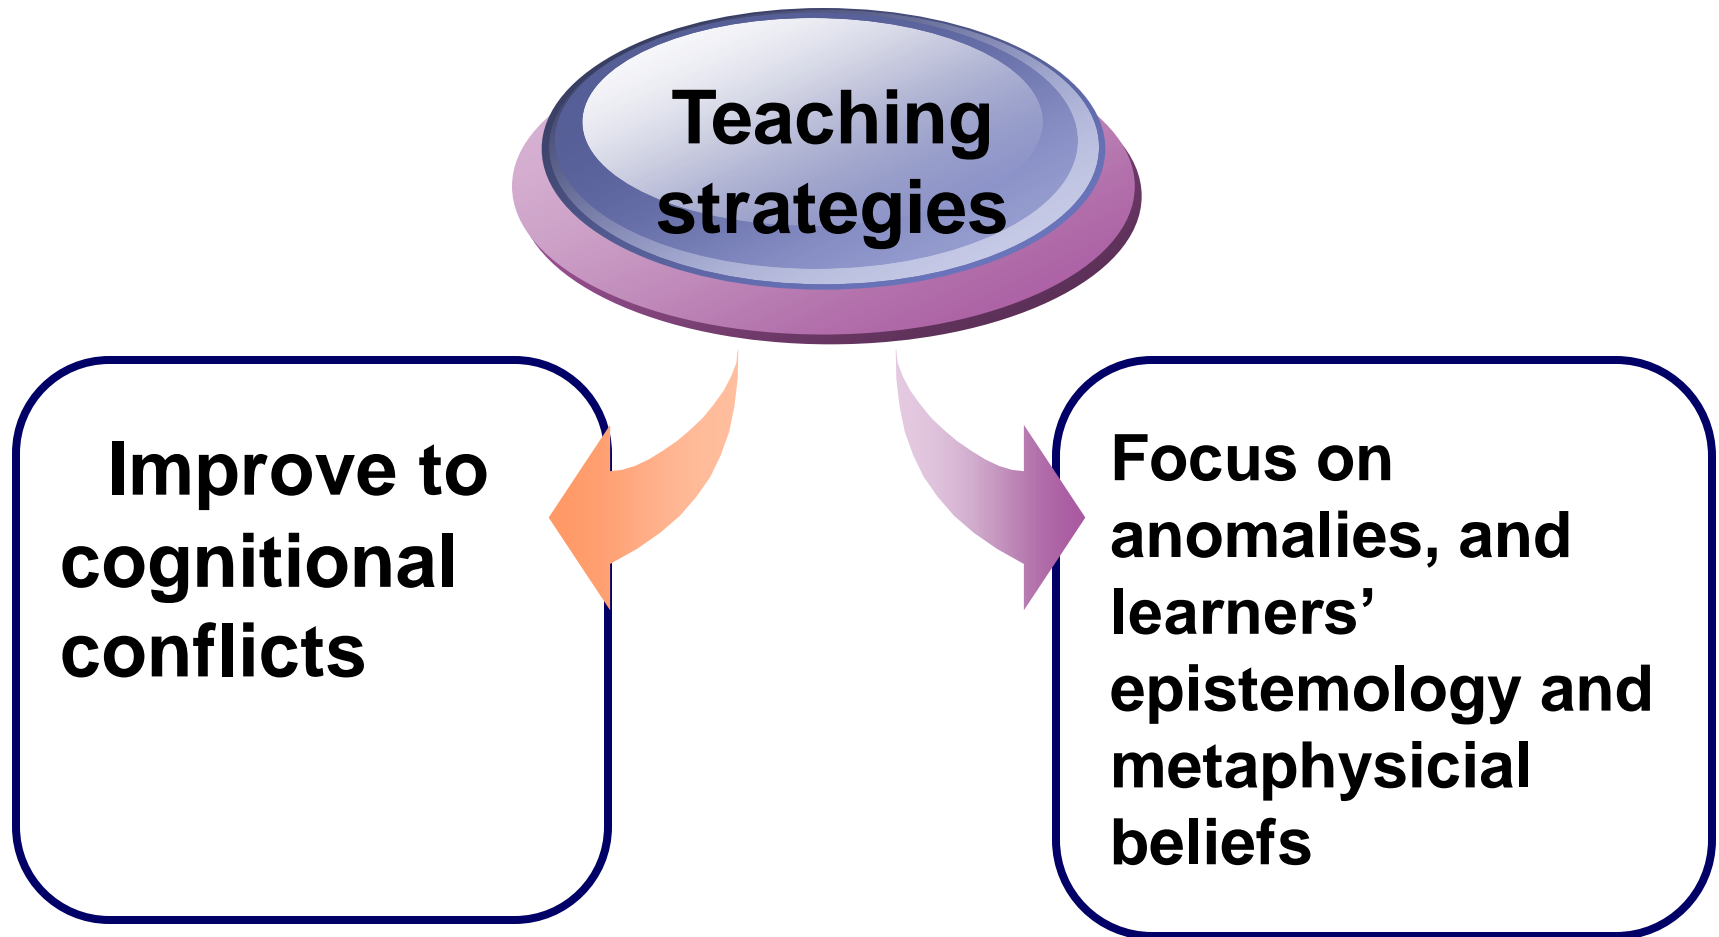 Teaching
strategies
Improve to
cognitional
conflicts
Focus on
anomalies, and
learners’
epistemology and
metaphysicial
beliefs